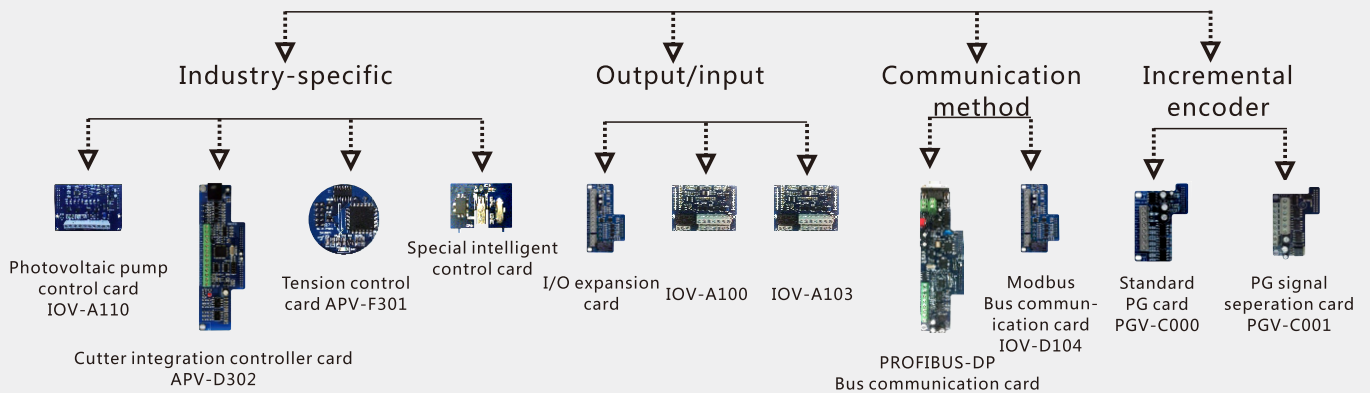 Industry-specific
Output/input
Communication
method
Incremental
encoder
Photovoltaic pump
control card
IOV-A110
Cutter integration controller card
APV-D302
Tension control
card APV-F301
Special intelligent
control card
I/O expansion
card
IOV-A100
IOV-A103
PROFIBUS-DP
Bus communication card
Modbus
Bus commun-
ication card
IOV-D104
Standard
PG card
PGV-C000
PG signal
seperation card
PGV-C001